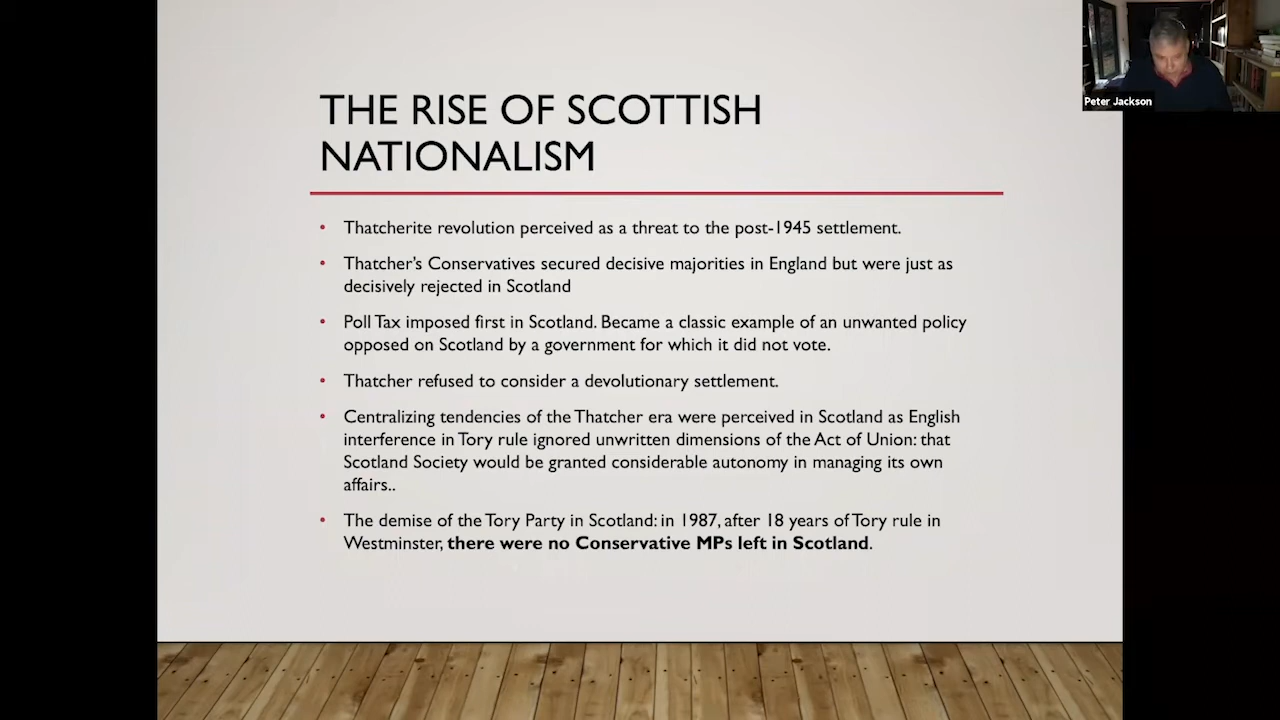 THE RISE OF SCOTTISH
NATIONALISM
Peter Jackson
• Thatcherite revolution perceived as a threat to the post-1945 settlement.
• Thatcher’s Conservatives secured decisive majorities in England but were just as
decisively rejected in Scotland
• Poll Tax imposed first in Scotland. Became a classic example of an unwanted policy
opposed on Scotland by a government for which it did not vote.
• Thatcher refused to consider a devolutionary settlement.
• Centralizing tendencies of the Thatcher era were perceived in Scotland as English
interference in Tory rule ignored unwritten dimensions of the Act of Union: that
Scotland Society would be granted considerable autonomy in managing its own
affairs..
• The demise of the Tory Party in Scotland: in 1987, after 18 years of Tory rule in
Westminster, there were no Conservative MPs left in Scotland.